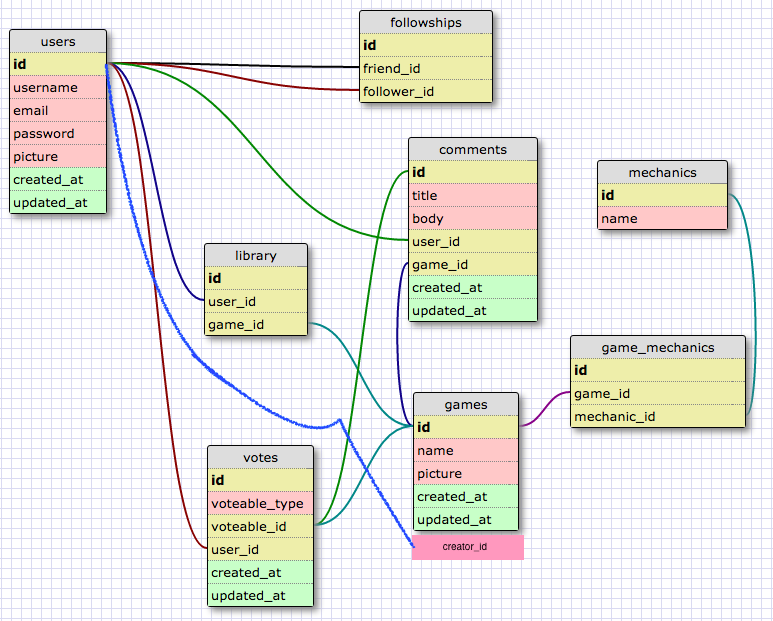 users
id
username
email
password
picture
created_at
updated_at
followships
id
friend_id
follower_id
comments
id
title
body
user_id
game_id
created_at
updated_at
mechanics
id
name
library
id
user_id
game_id
game_mechanics
id
game_id
mechanic_id
games
id
name
picture
created_at
updated_at
creator_id
votes
id
voteable_type
voteable_id
user_id
created_at
updated_at